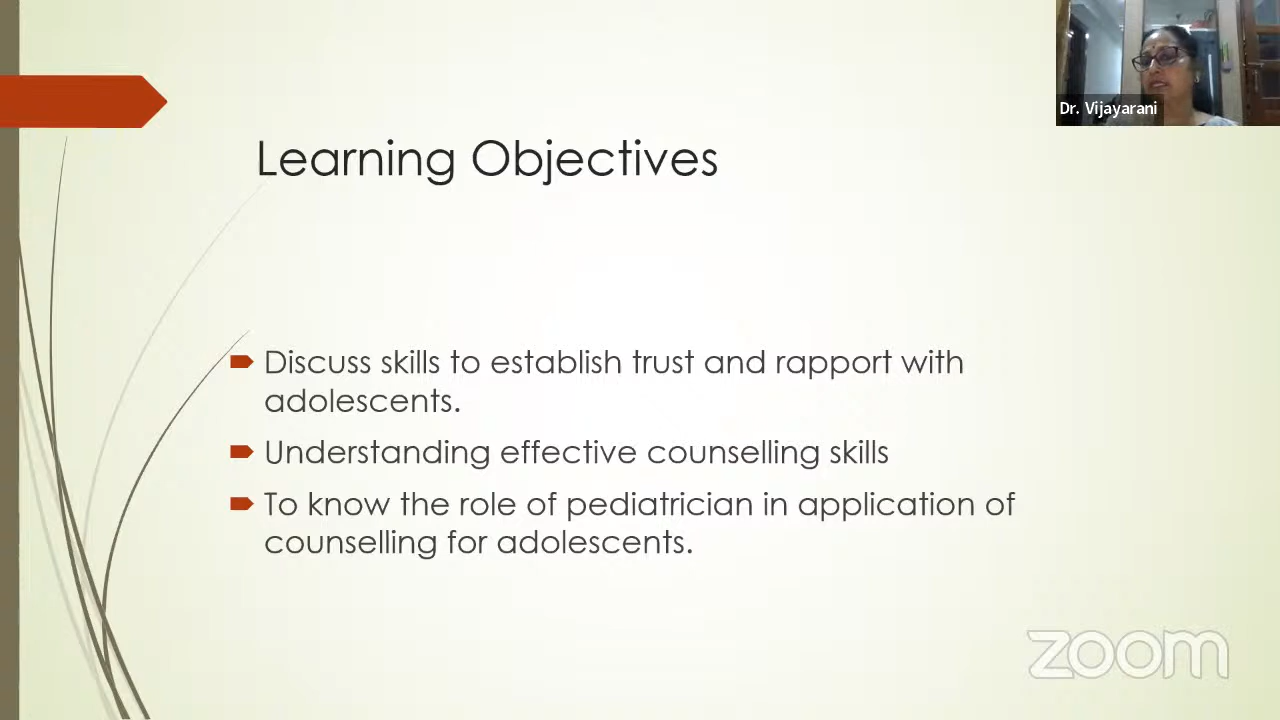 Dr. Vijayarani
Learning Objectives
Discuss skills to establish trust and rapport with
adolescents.
Understanding effective counselling skills
To know the role of pediatrician in application of
counselling for adolescents.
zoom